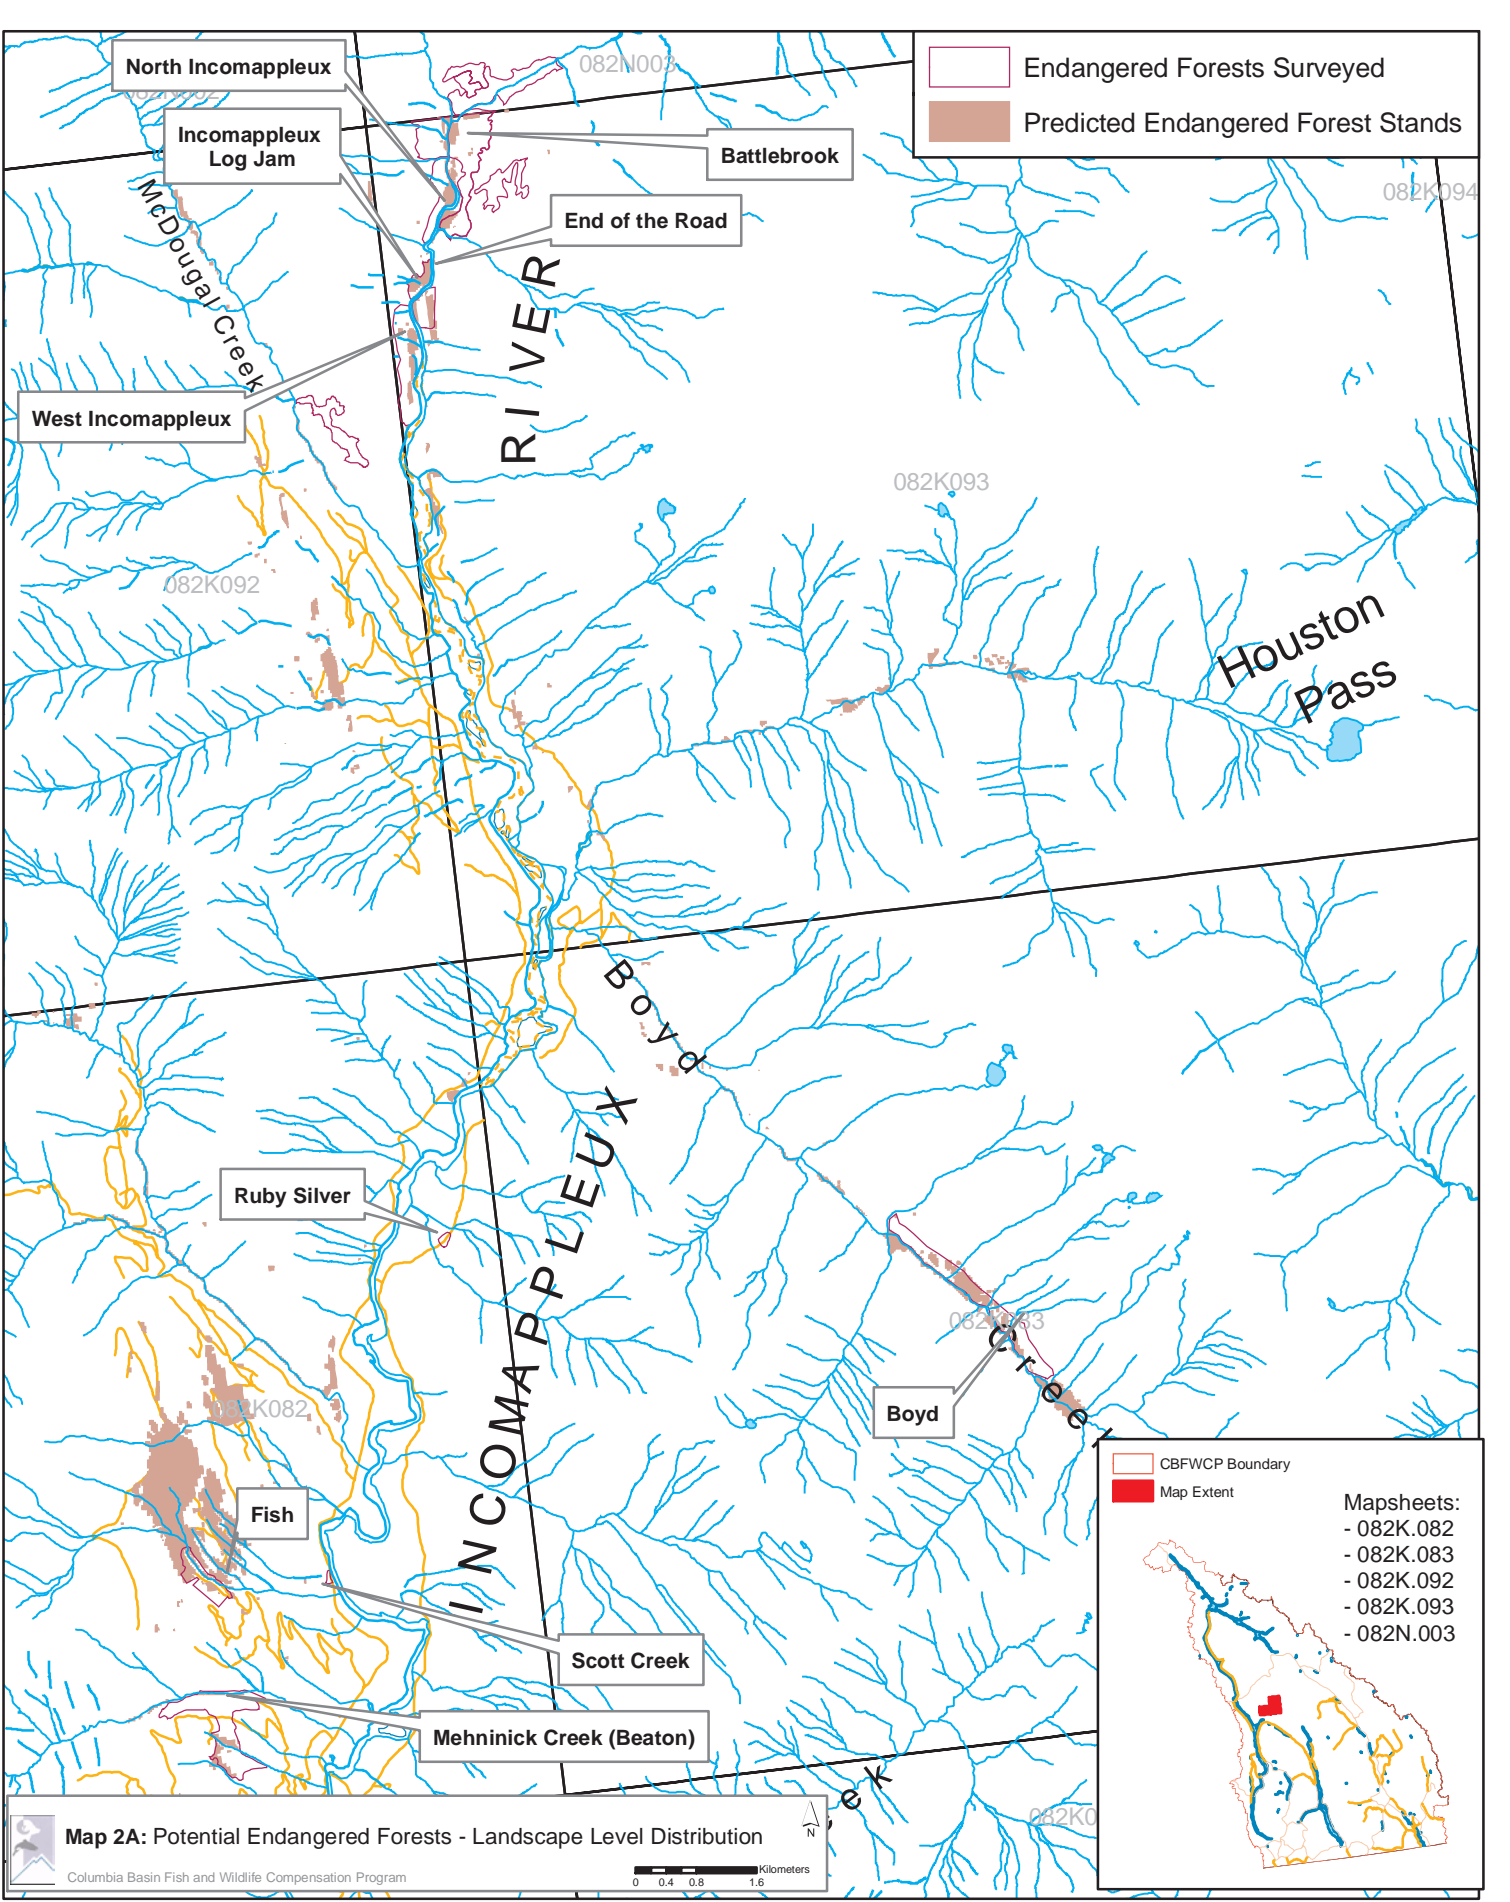 North Incomappleux
082N003
Endangered Forests Surveyed
Predicted Endangered Forest Stands
Incomappleux
Log Jam
Battlebrook
082K094
McDougal Creek
End of the Road
RIVER
West Incomappleux
082K093
082K092
Houston
Pass
Boyd
Creek
INCOMAPPLEUX
Ruby Silver
082K083
Boyd
082K082
Fish
Scott Creek
Mehninick Creek (Beaton)
ek
082K0
CBFWCP Boundary
Map Extent
Mapsheets:
- 082K.082
- 082K.083
- 082K.092
- 082K.093
- 082N.003
Map 2A: Potential Endangered Forests - Landscape Level Distribution
N
Columbia Basin Fish and Wildlife Compensation Program
Kilometers
0 0.4 0.8 1.6